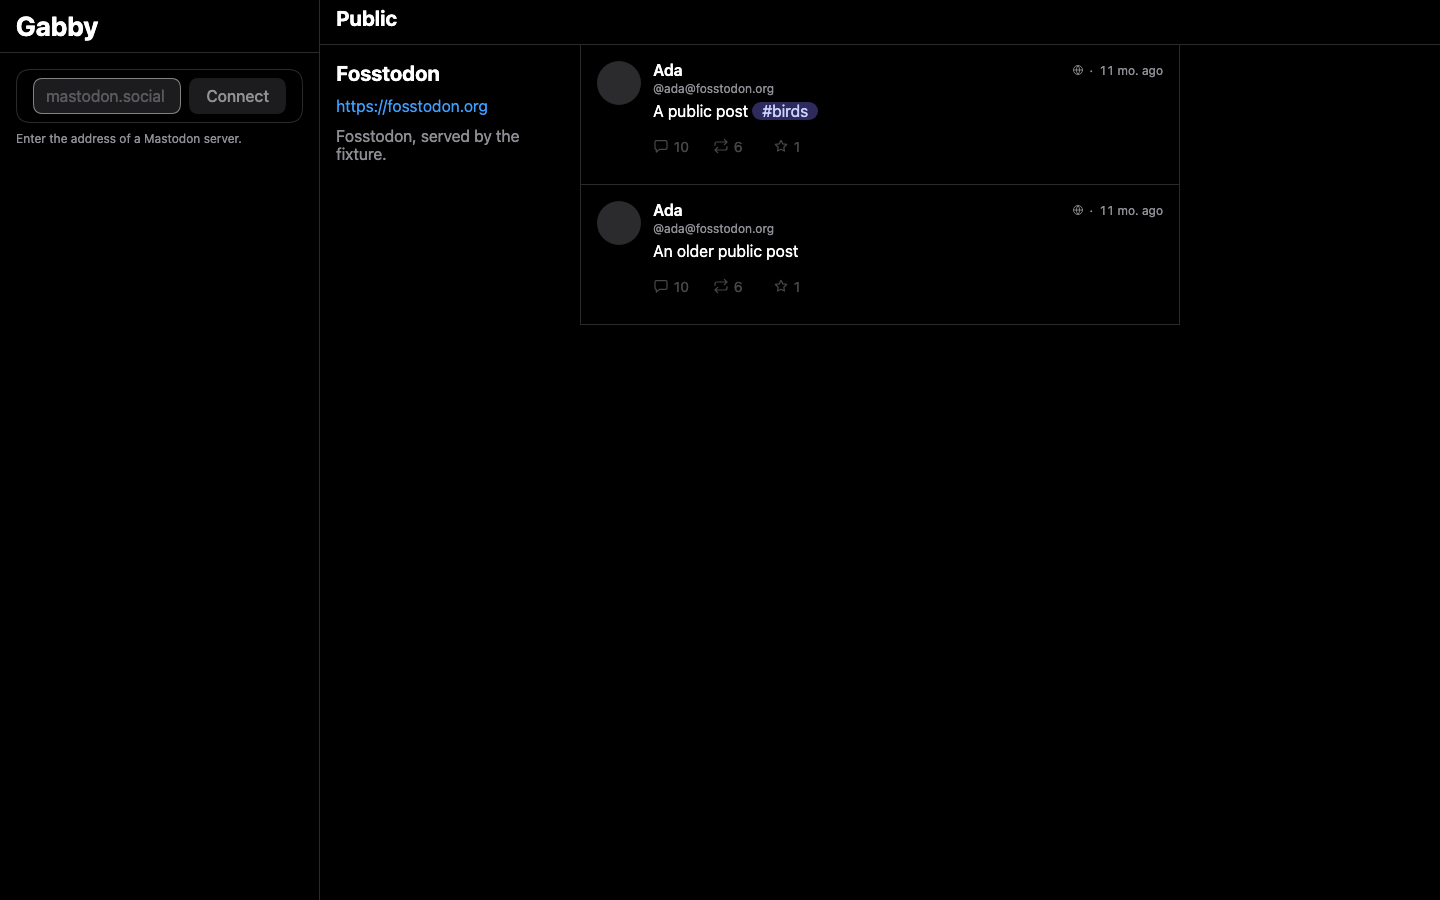 Gabby
mastodon.social
Connect
Enter the address of a Mastodon server.
Public
Fosstodon
https://fosstodon.org
Fosstodon, served by the
fixture.
Ada
· 11 mo. ago
@ada@fosstodon.org
A public post #birds
10 6 1
Ada
· 11 mo. ago
@ada@fosstodon.org
An older public post
10 6 1